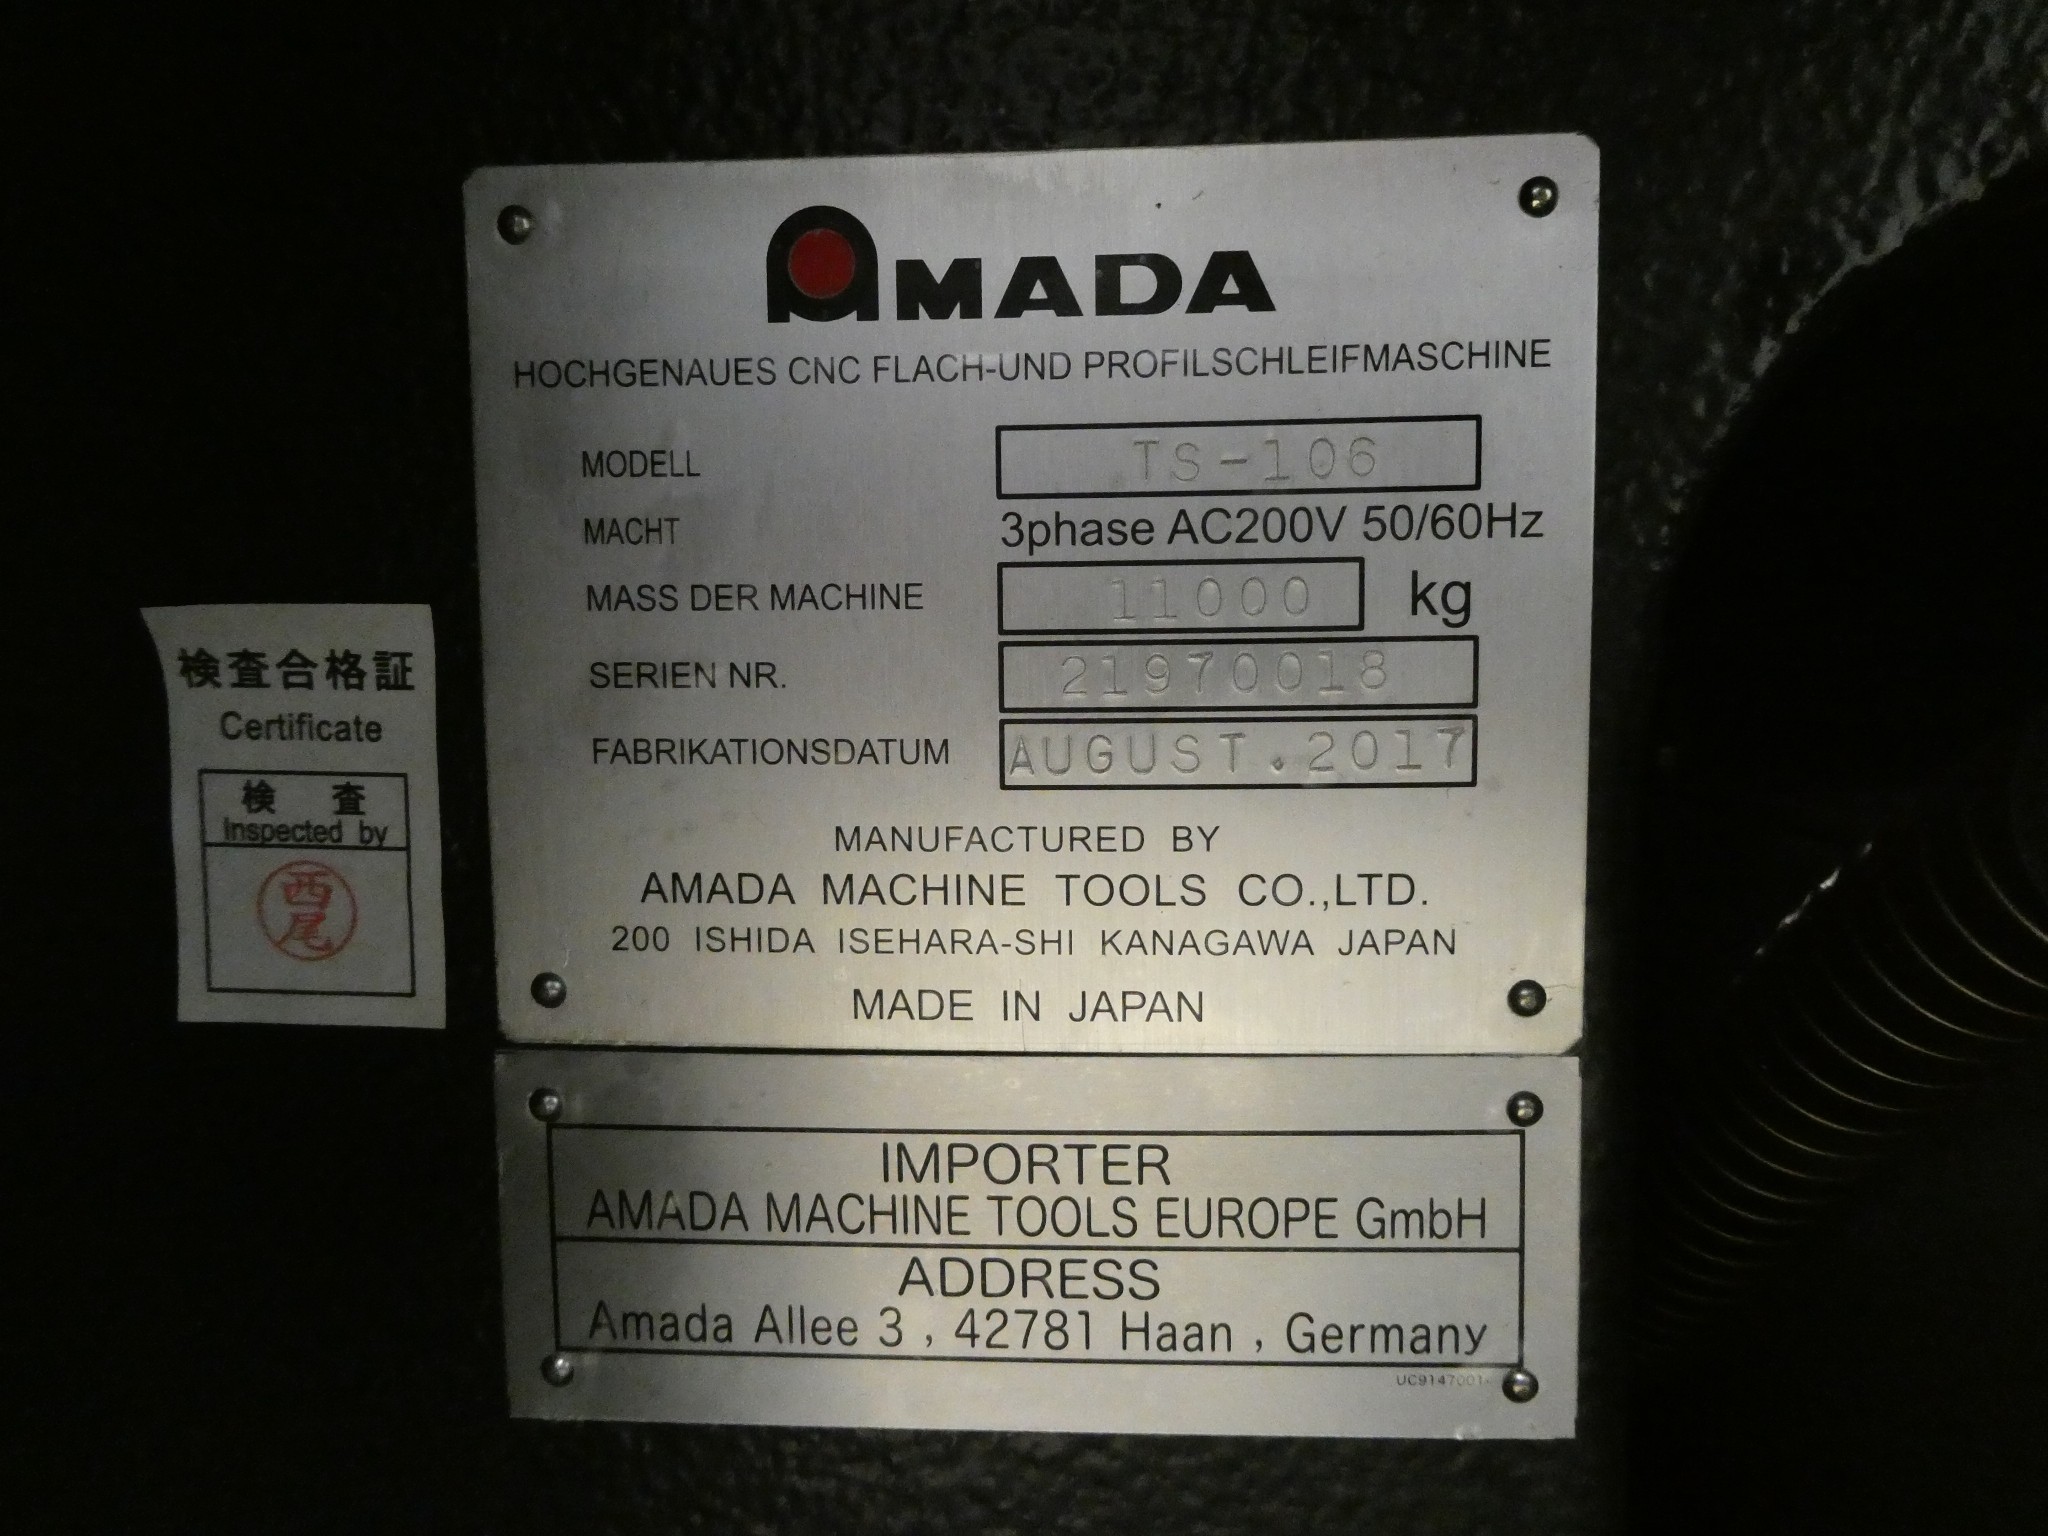 AMADA
HOCHGENAUES CNC FLACH-UND PROFILSCHLEIFMASCHINE
MODELL TS-106
MACHT 3phase AC200V 50/60Hz
MASS DER MACHINE 11000 kg
SERIEN NR. 21970018
FABRIKATIONSDATUM AUGUST.2017
MANUFACTURED BY
AMADA MACHINE TOOLS CO.,LTD.
200 ISHIDA ISEHARA-SHI KANAGAWA JAPAN
MADE IN JAPAN
IMPORTER
AMADA MACHINE TOOLS EUROPE GmbH
ADDRESS
Amada Allee 3 , 42781 Haan , Germany
検査合格証
Certificate
検 査
Inspected by
西
尾